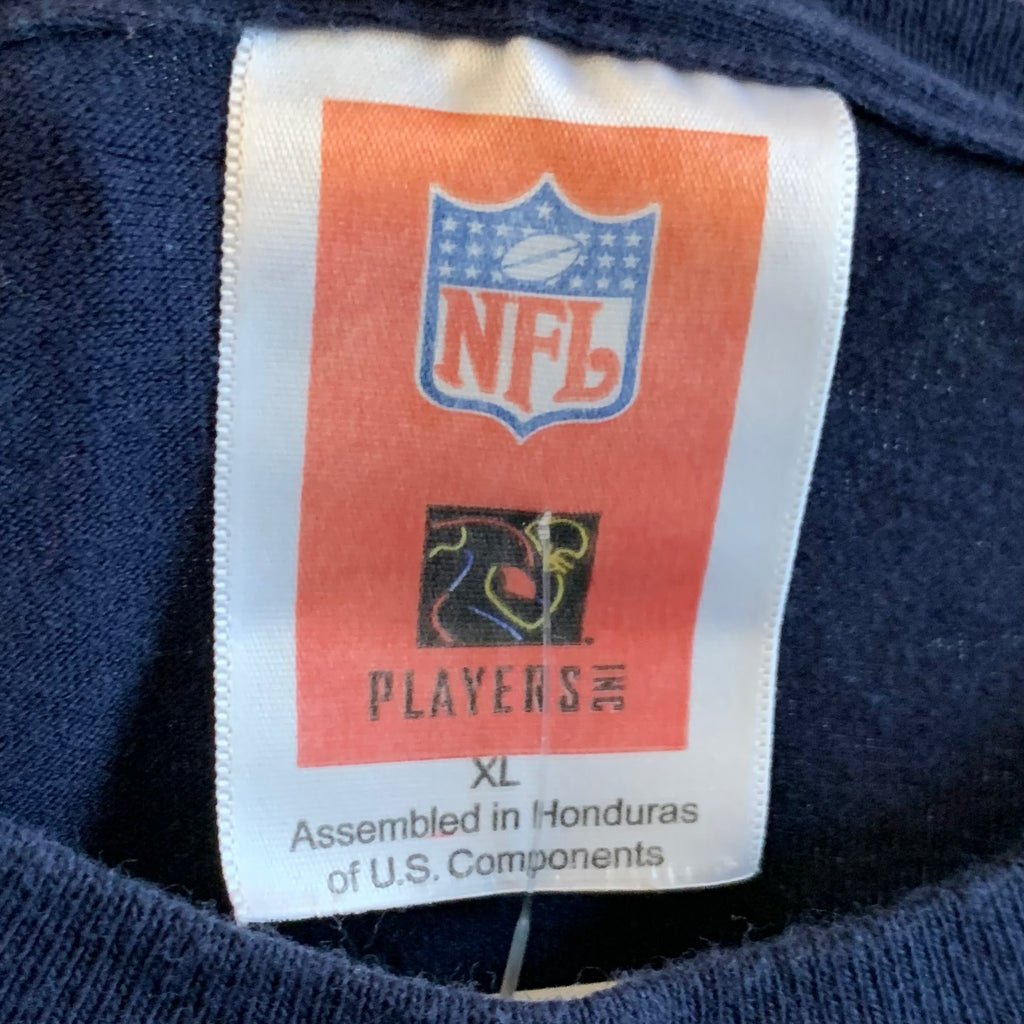 NFL
PLAYERS INC
XL
Assembled in Honduras
of U.S. Components